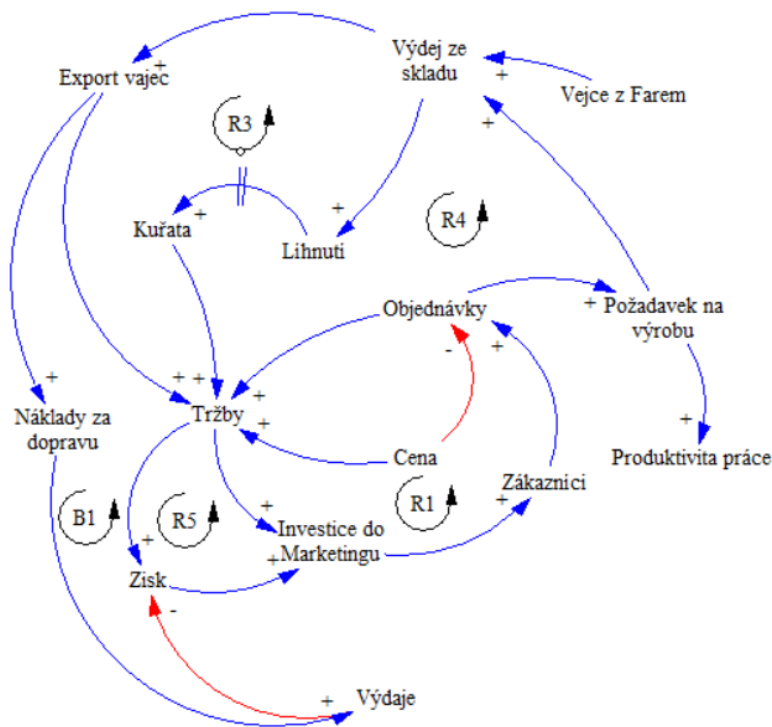 Výdej ze
skladu
Export vajec
+
+
Vejce z Farem
+
R3
+
+
R4
Kuřata
Lihnuti
Objednávky
+
Požadavek na
výrobu
-
+
+
+
+
+
Náklady za
dopravu
Tržby
+
+
Produktivita práce
Cena
Zákazníci
B1
R5
R1
+
+
Investice do
Marketingu
+
+
Zisk
-
+
Výdaje